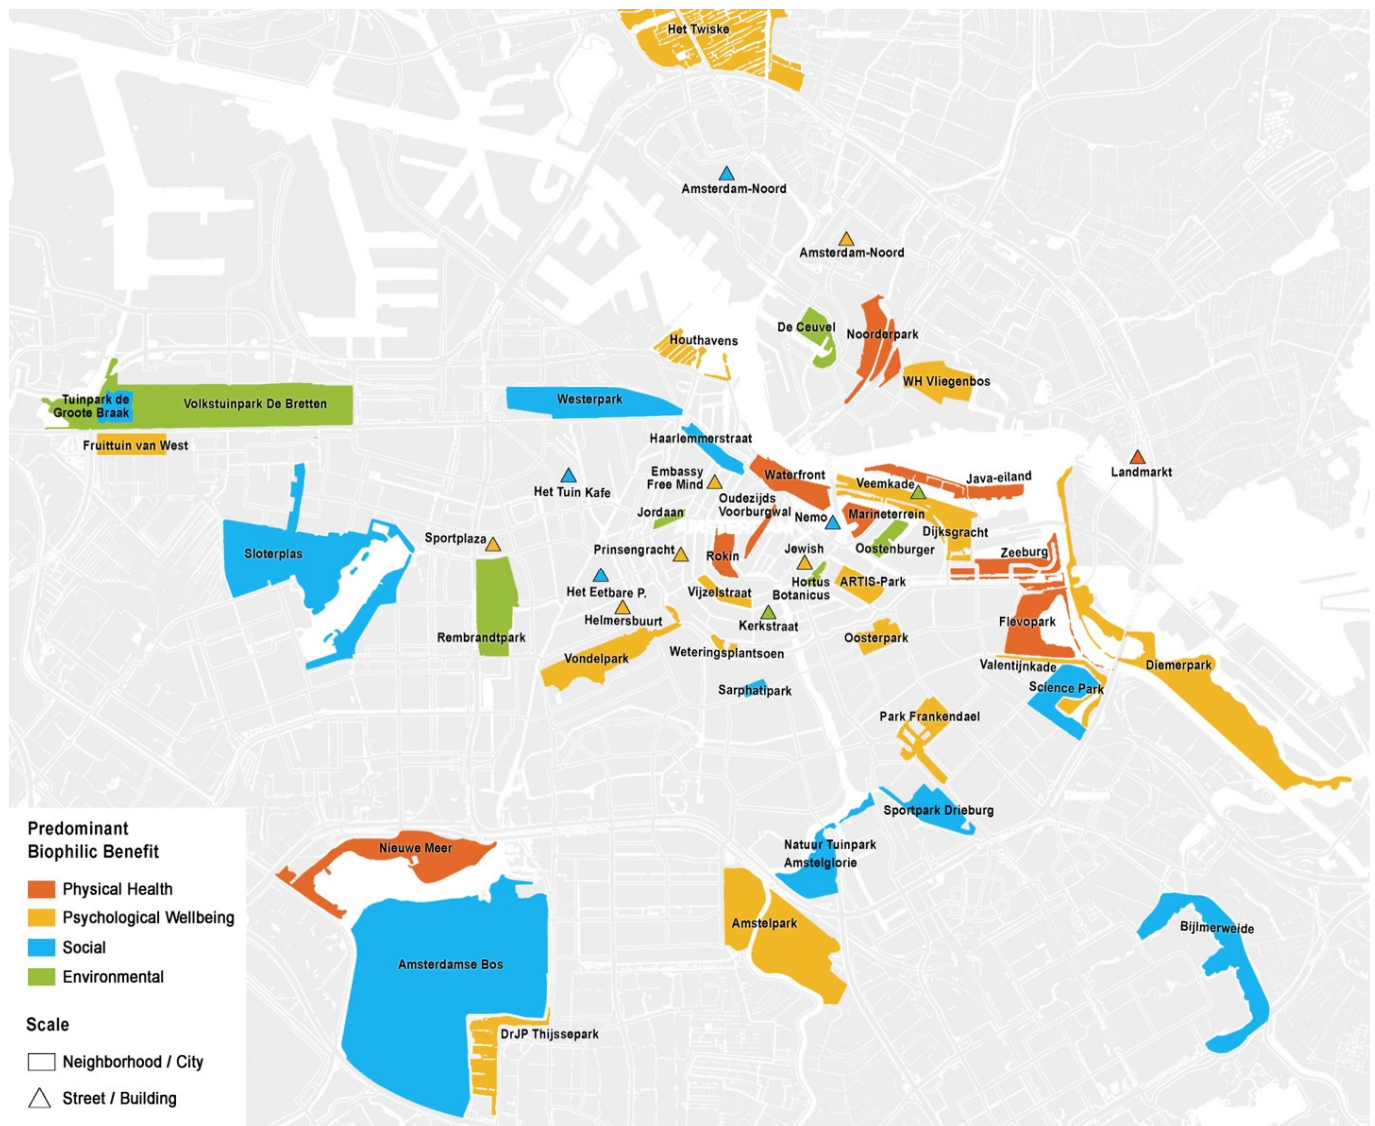 Het Twiske
Amsterdam-Noord
Amsterdam-Noord
De Ceuvel
Noorderpark
Houthavens
WH Vliegenbos
Tuinpark de
Groote Braak
Volkstuinpark De Bretten
Westerpark
Fruittuin van West
Haarlemmerstraat
Landmarkt
Embassy
Free Mind
Waterfront
Java-eiland
Veemkade
Het Tuin Kafe
Oudezijds
Voorburgwal
Jordaan
Nemo
Marineterrein
Dijksgracht
Sloterplas
Sportplaza
Prinsengracht
Rokin
Jewish
Oostenburger
Zeeburg
Het Eetbare P.
Vijzelstraat
Hortus
Botanicus
ARTIS-Park
Helmersbuurt
Kerkstraat
Flevopark
Rembrandtpark
Oosterpark
Vondelpark
Weteringsplantsoen
Valentijnkade
Diemerpark
Sarphatipark
Science Park
Park Frankendael
Sportpark Drieburg
Natuur Tuinpark
Amstelglorie
Nieuwe Meer
Amstelpark
Bijlmerweide
Amsterdamse Bos
DrJP Thijssepark
Predominant
Biophilic Benefit
Physical Health
Psychological Wellbeing
Social
Environmental
Scale
Neighborhood / City
Street / Building